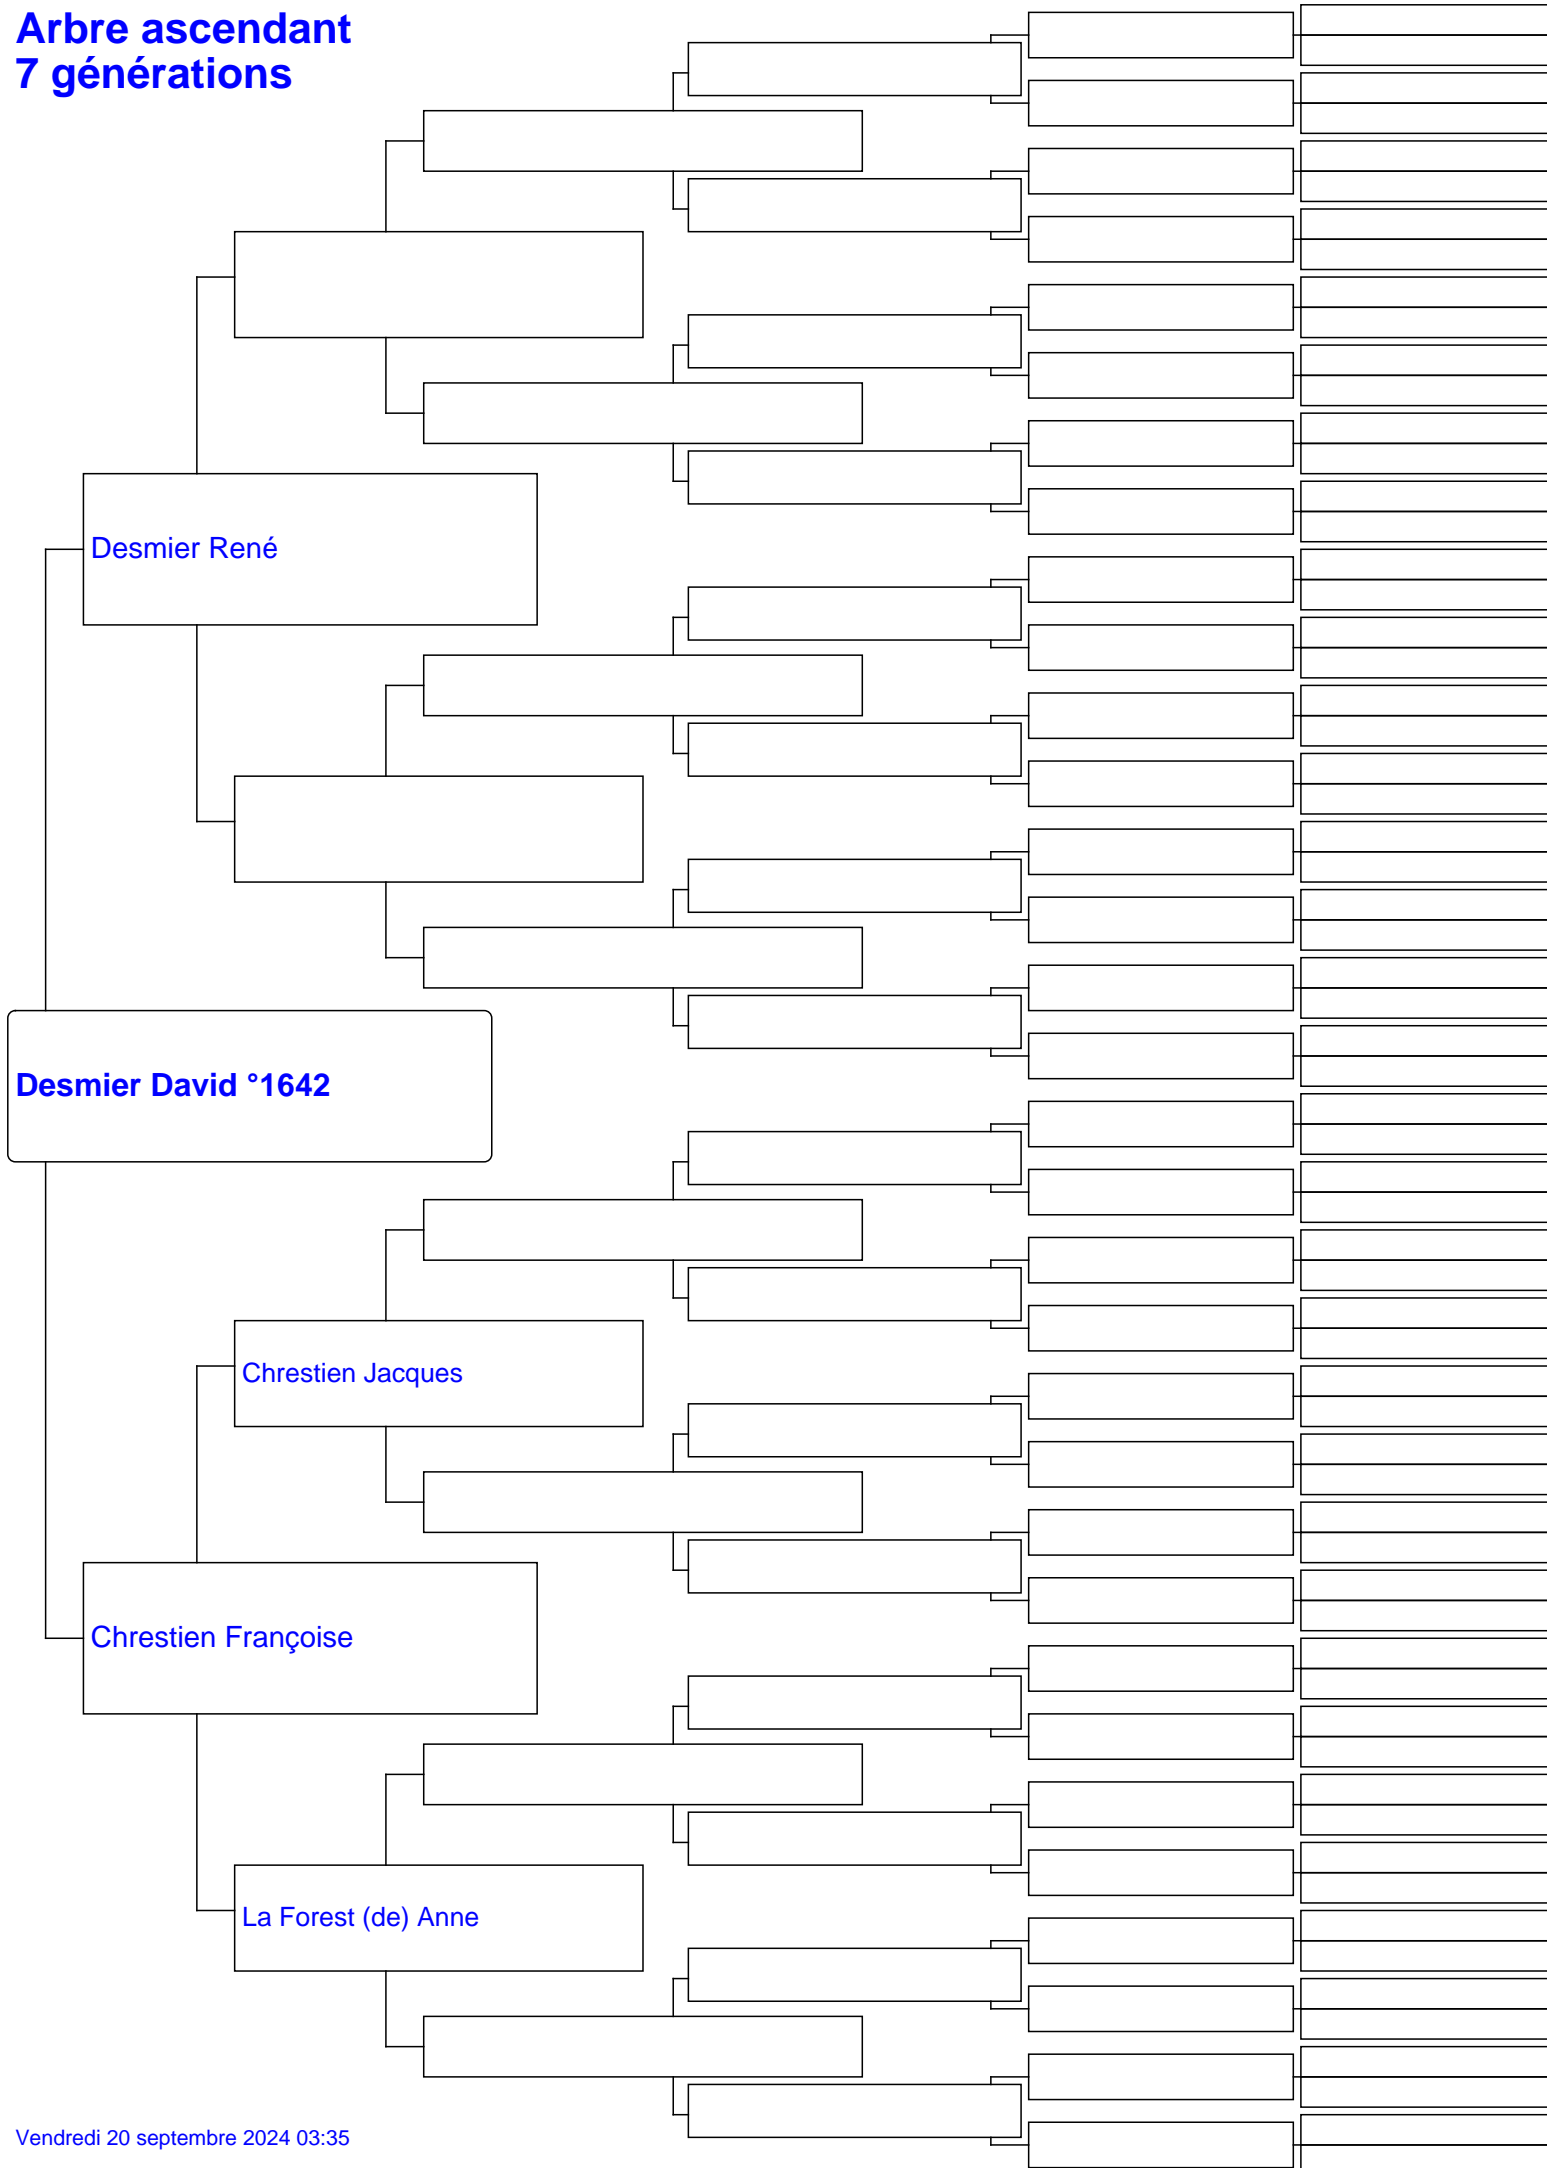 Arbre ascendant
7 générations
Desmier René
Desmier David °1642
Chrestien Jacques
Chrestien Françoise
La Forest (de) Anne
Vendredi 20 septembre 2024 03:35